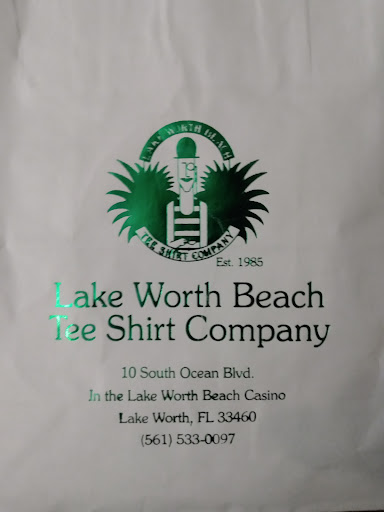 LAKE WORTH BEACH
TEE SHIRT COMPANY
Est. 1985
Lake Worth Beach
Tee Shirt Company
10 South Ocean Blvd.
In the Lake Worth Beach Casino
Lake Worth, FL 33460
(561) 533-0097